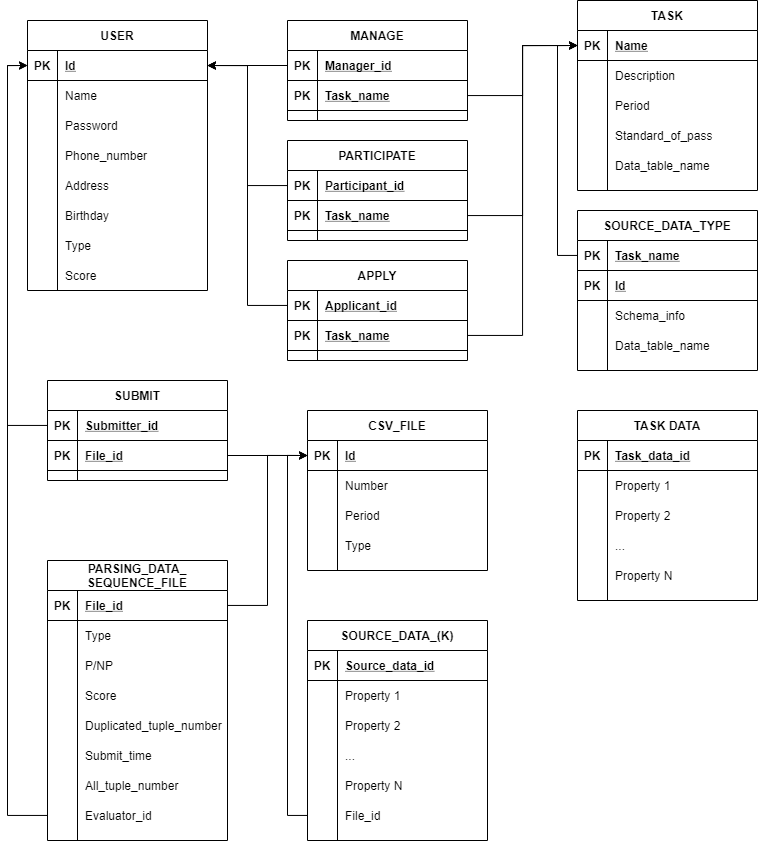 USER
PK Id
Name
Password
Phone_number
Address
Birthday
Type
Score
MANAGE
PK Manager_id
PK Task_name
PARTICIPATE
PK Participant_id
PK Task_name
APPLY
PK Applicant_id
PK Task_name
TASK
PK Name
Description
Period
Standard_of_pass
Data_table_name
SOURCE_DATA_TYPE
PK Task_name
PK Id
Schema_info
Data_table_name
SUBMIT
PK Submitter_id
PK File_id
CSV_FILE
PK Id
Number
Period
Type
TASK DATA
PK Task_data_id
Property 1
Property 2
...
Property N
PARSING_DATA_
SEQUENCE_FILE
PK File_id
Type
P/NP
Score
Duplicated_tuple_number
Submit_time
All_tuple_number
Evaluator_id
SOURCE_DATA_(K)
PK Source_data_id
Property 1
Property 2
...
Property N
File_id